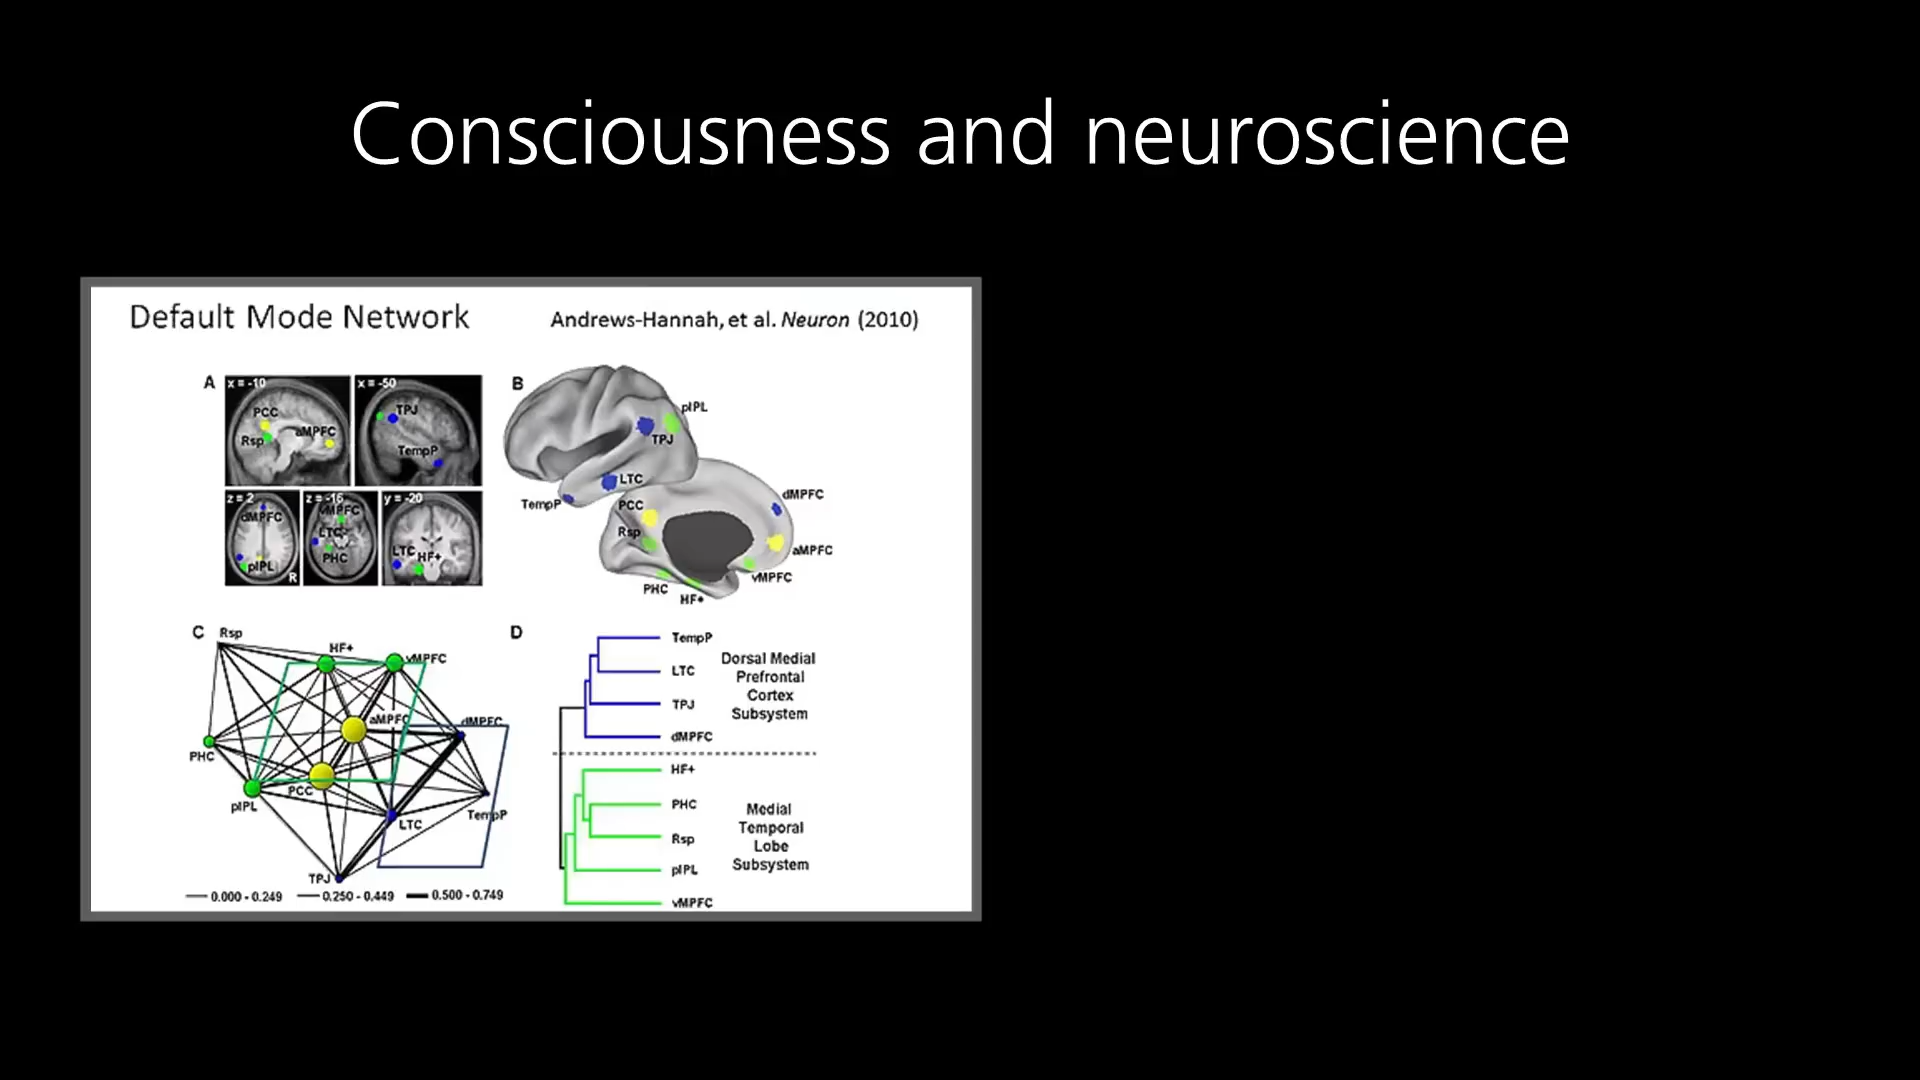 Consciousness and neuroscience
Default Mode Network
Andrews-Hannah, et al. Neuron (2010)
A
x = -10
PCC
Rsp
aMPFC
x = -50
TPJ
TempP
z = 2
dMPFC
pIPL
R
z = -16
vMPFC
LTC
PHC
y = -20
LTC
HF+
B
pIPL
TPJ
LTC
TempP
PCC
Rsp
dMPFC
aMPFC
vMPFC
PHC
HF+
C
Rsp
HF+
vMPFC
aMPFC
dMPFC
PHC
pIPL
PCC
LTC
TempP
TPJ
0.000 - 0.249
0.250 - 0.449
0.500 - 0.749
D
TempP
LTC
TPJ
dMPFC
Dorsal Medial
Prefrontal
Cortex
Subsystem
HF+
PHC
Rsp
pIPL
vMPFC
Medial
Temporal
Lobe
Subsystem